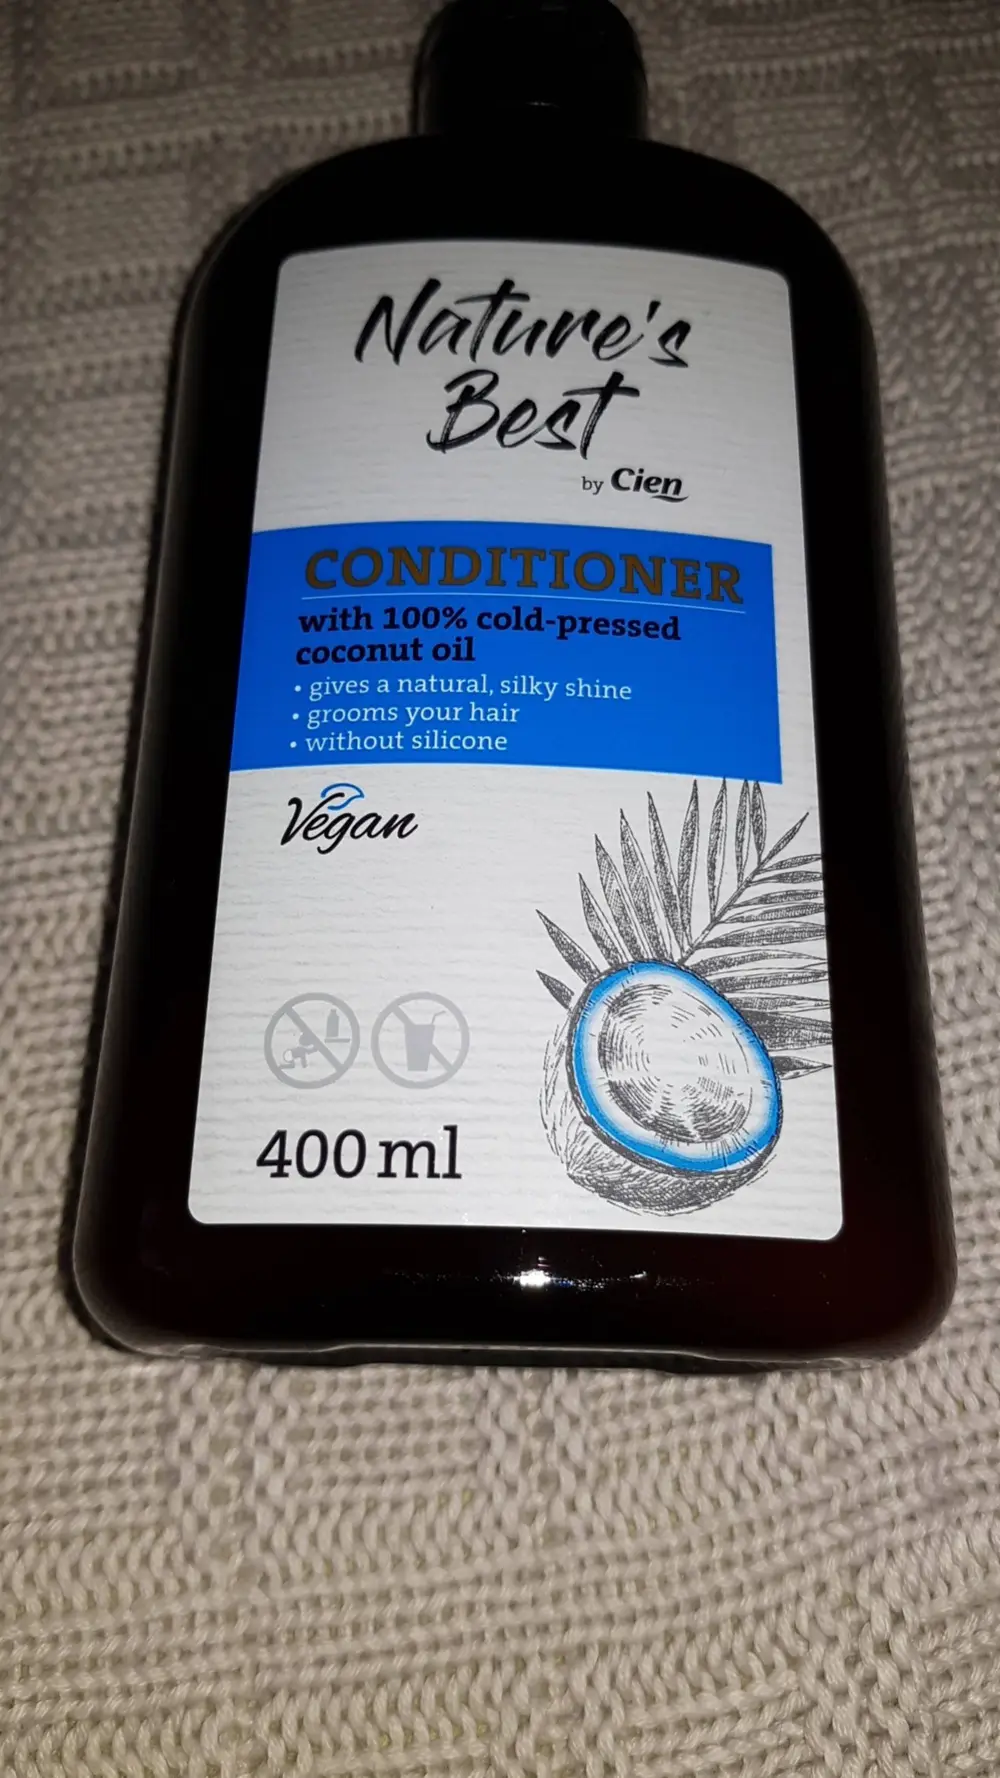 Nature's
Best
by Cien
CONDITIONER
with 100% cold-pressed
coconut oil
• gives a natural, silky shine
• grooms your hair
• without silicone
Vegan
400 ml